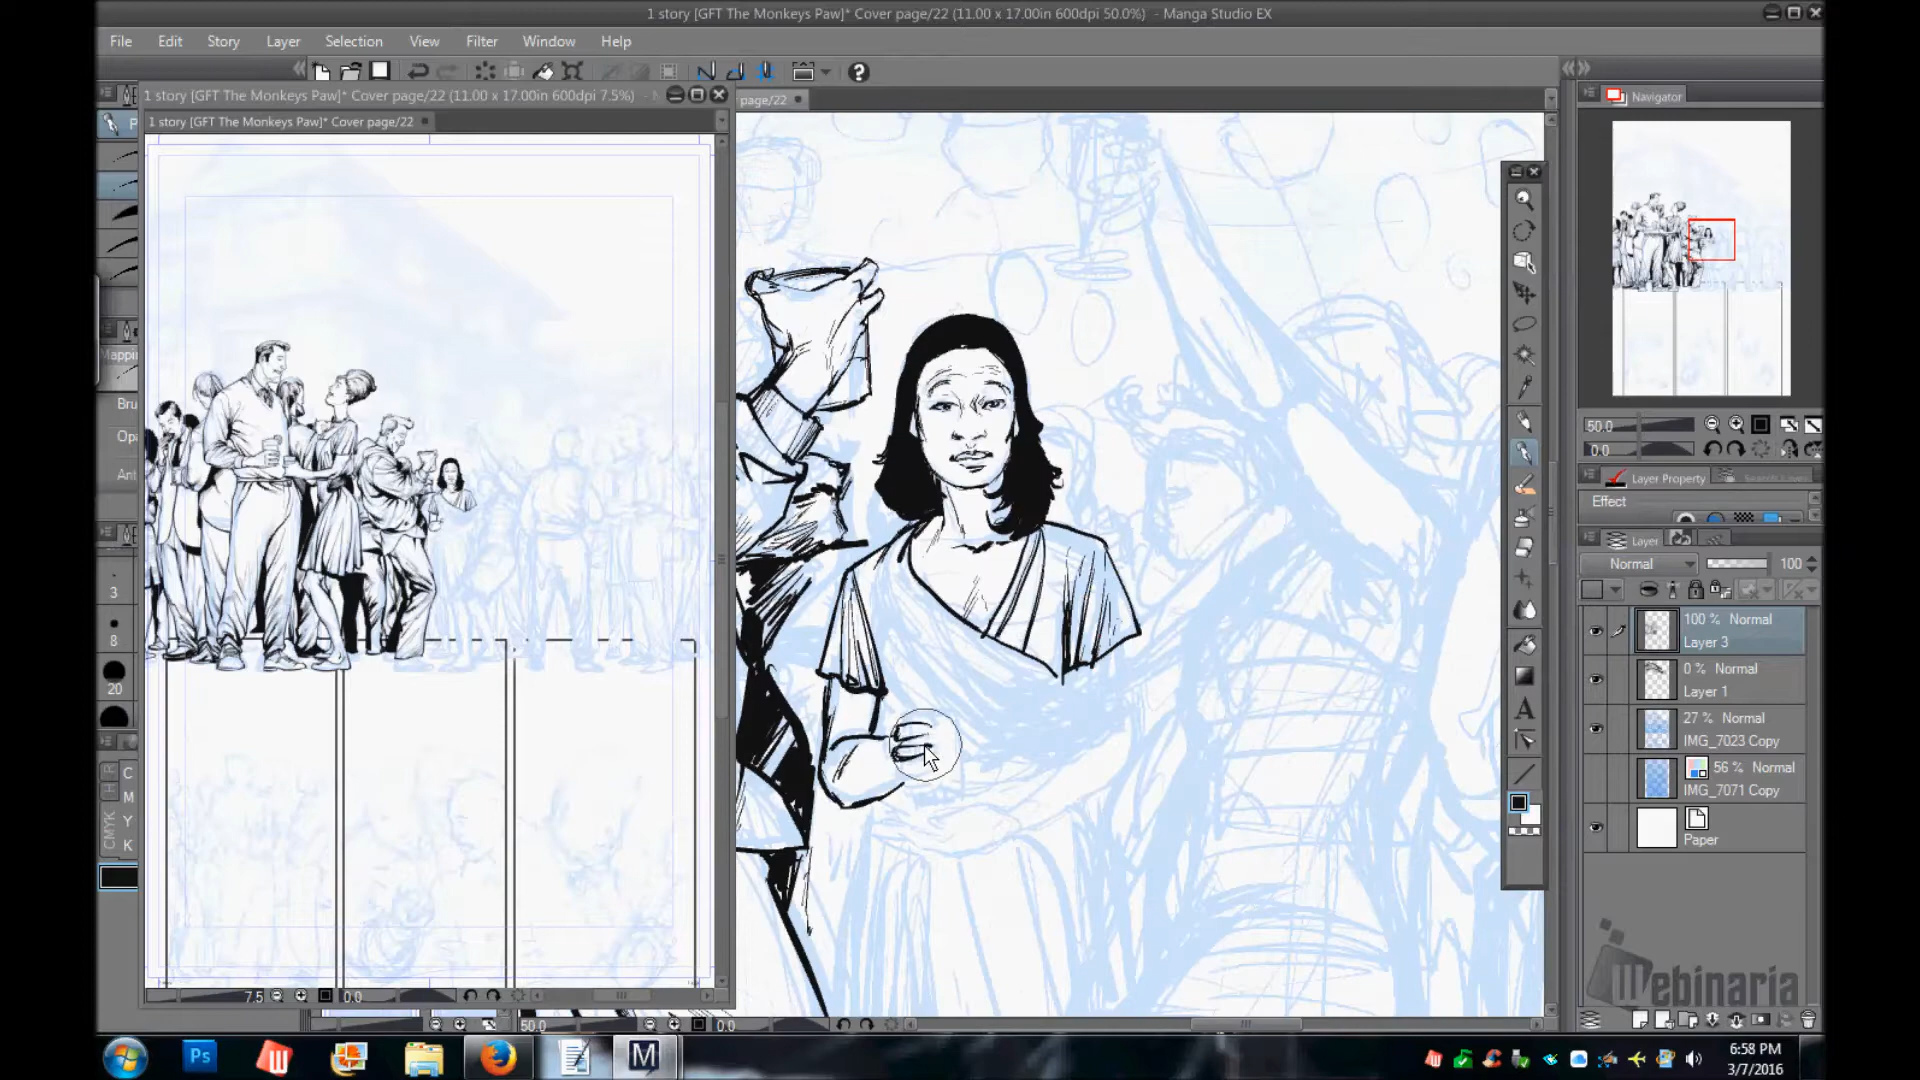 1 story [GFT The Monkeys Paw]* Cover page/22 (11.00 x 17.00in 600dpi 50.0%) - Manga Studio EX
File Edit Story Layer Selection View Filter Window Help
1 story [GFT The Monkeys Paw]* Cover page/22 (11.00 x 17.00in 600dpi 7.5%)
page/22
Navigator
1 story [GFT The Monkeys Paw]* Cover page/22
P
Mappin
Bru
Op
Ant
3
8
20
C
M
Y
K
CMYK
50.0
0.0
Layer Property
Effect
Layer
Normal 100
100 % Normal
Layer 3
0 % Normal
Layer 1
27 % Normal
IMG_7023 Copy
56 % Normal
IMG_7071 Copy
Paper
Webinaria
7.5 0.0
50.0 0.0
Ps
M
6:58 PM
3/7/2016